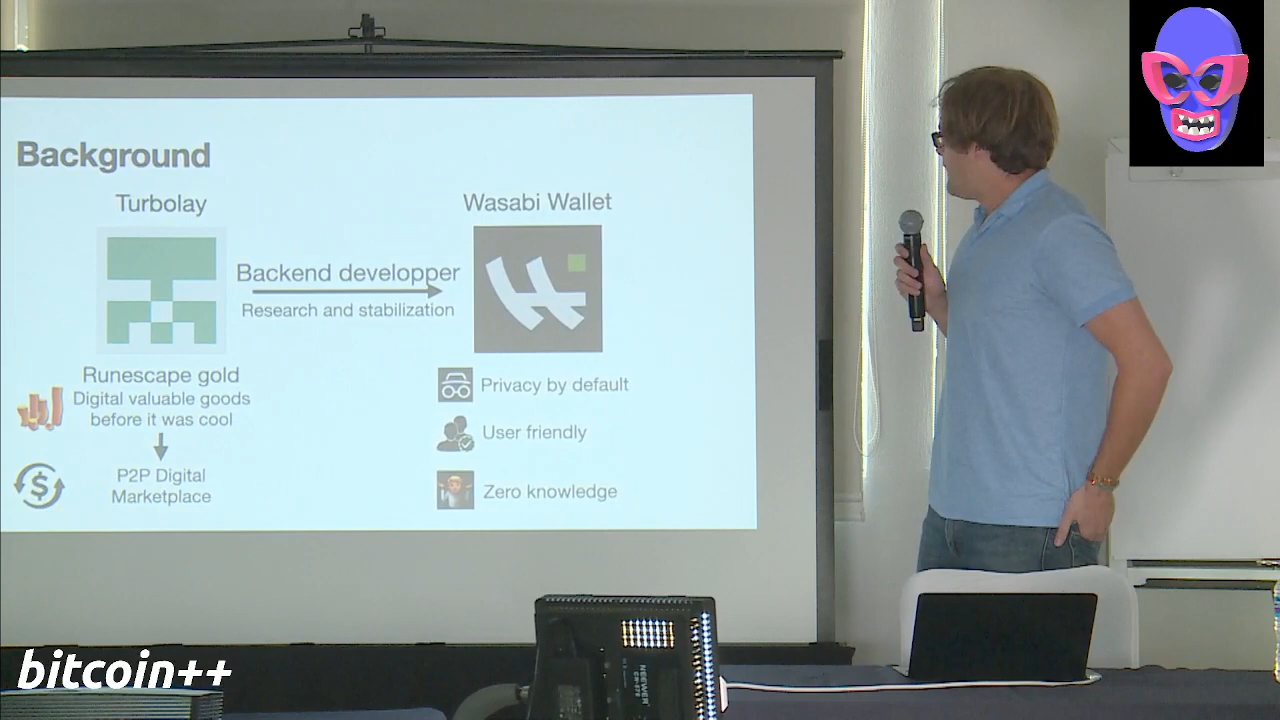 Background
Turbolay
Wasabi Wallet
Backend developper
Research and stabilization
Runescape gold
Digital valuable goods
before it was cool
P2P Digital
Marketplace
Privacy by default
User friendly
Zero knowledge
bitcoin++
NEEWER